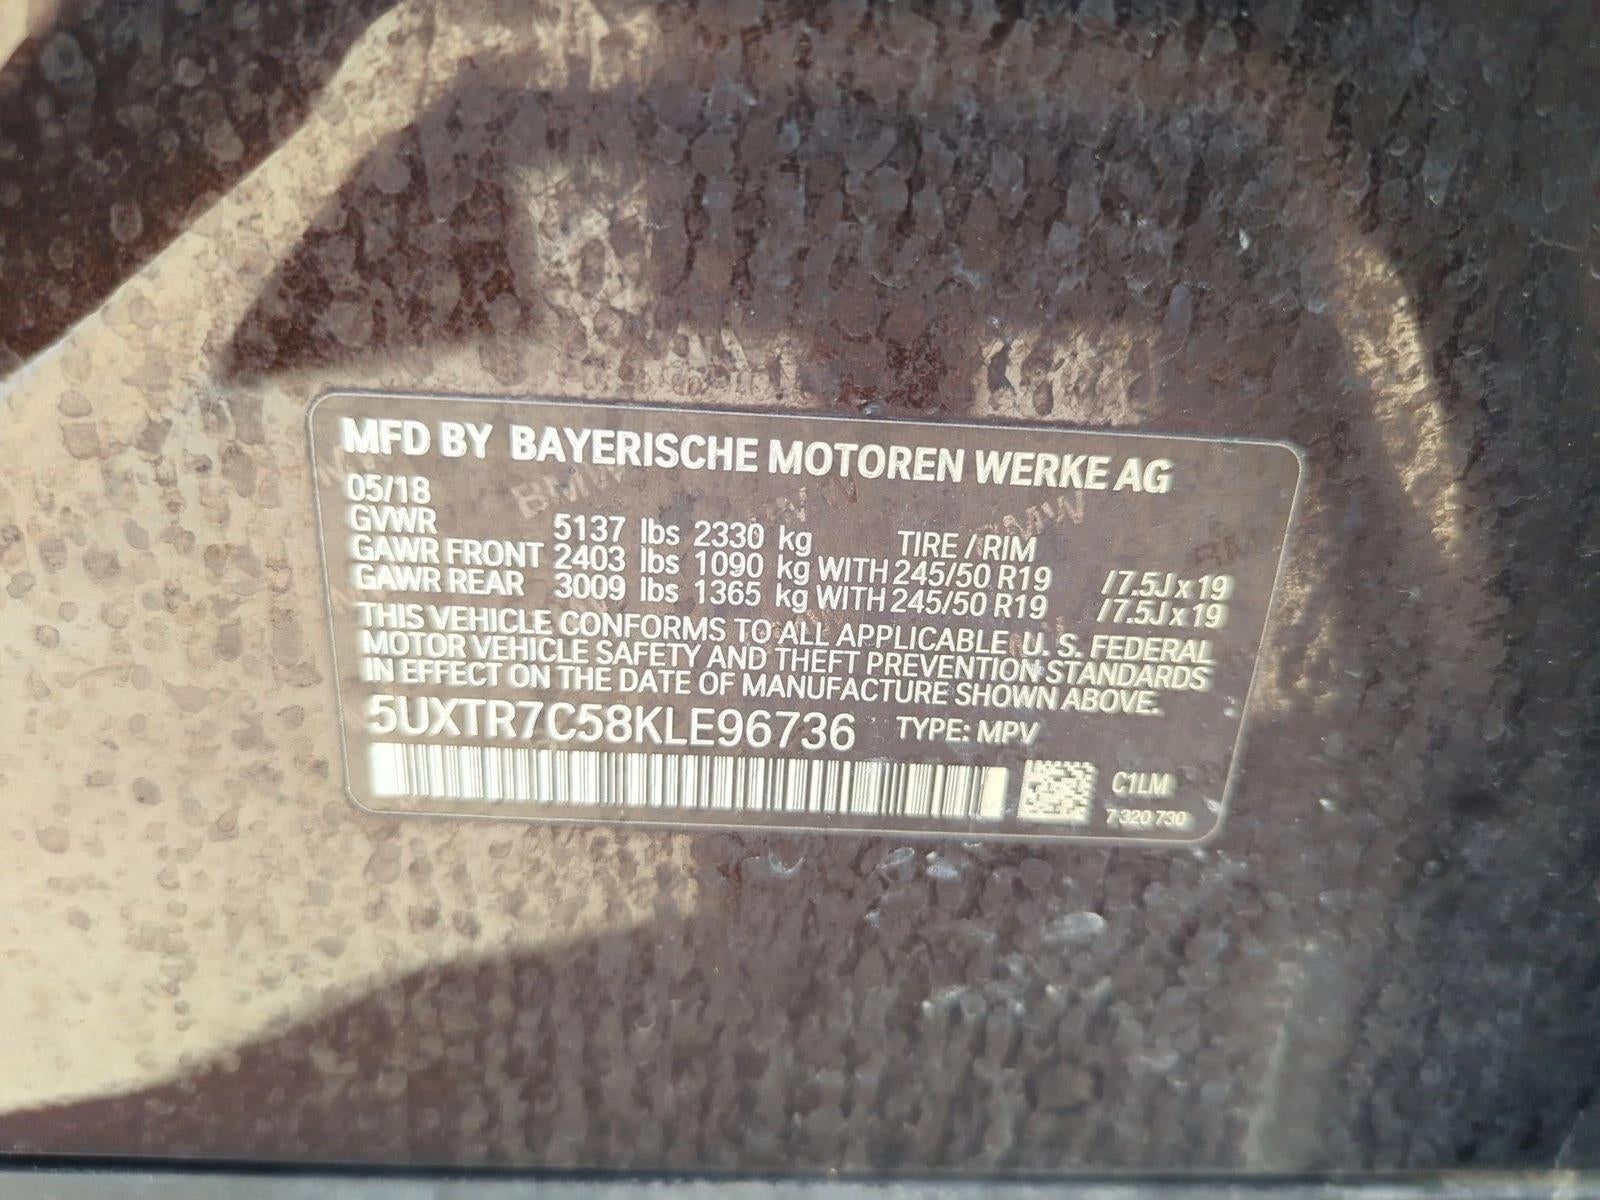 MFD BY BAYERISCHE MOTOREN WERKE AG
05/18
GVWR 5137 lbs 2330 kg TIRE / RIM
GAWR FRONT 2403 lbs 1090 kg WITH 245/50 R19 / 7.5J x 19
GAWR REAR 3009 lbs 1365 kg WITH 245/50 R19 / 7.5J x 19
THIS VEHICLE CONFORMS TO ALL APPLICABLE U. S. FEDERAL
MOTOR VEHICLE SAFETY AND THEFT PREVENTION STANDARDS
IN EFFECT ON THE DATE OF MANUFACTURE SHOWN ABOVE.
5UXTR7C58KLE96736 TYPE: MPV
C1LM
7 320 730